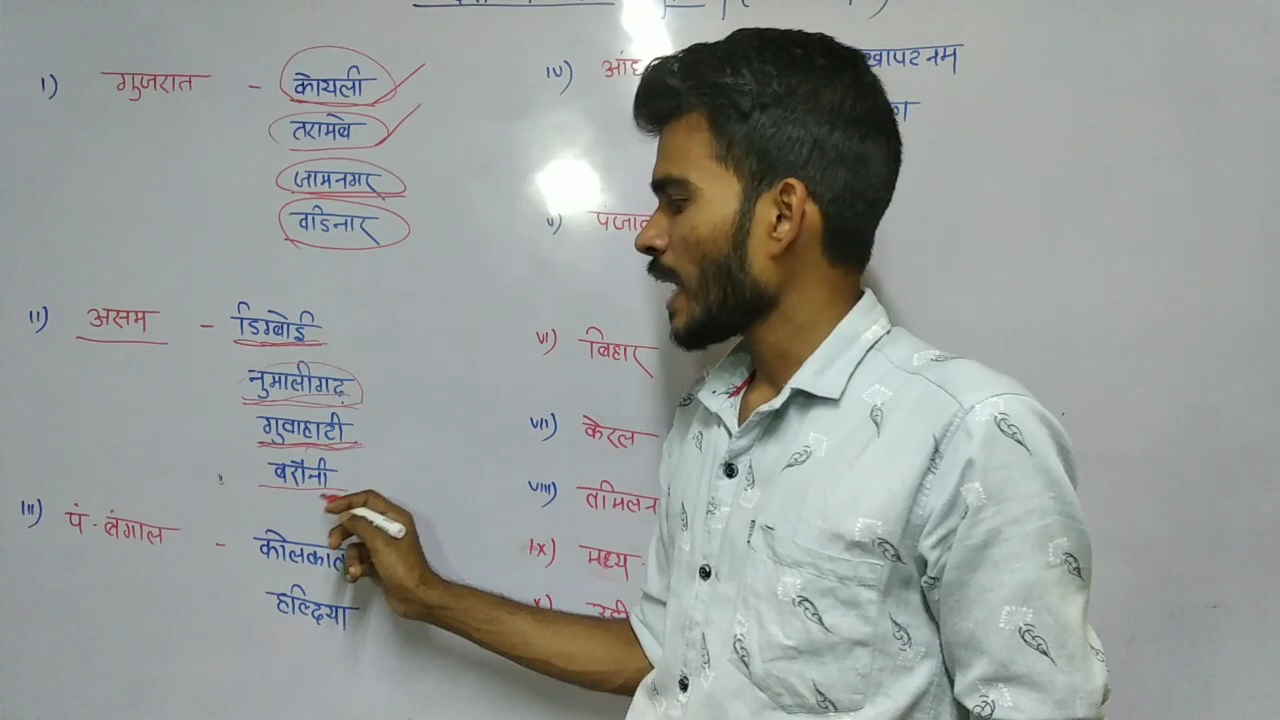 I) गुजरात - कोयली
तरामबे
जामनगर
वडिनार
II) असम - डिग्बोई
नुमालीगढ़
गुवाहाटी
बरौनी
III) पं. बंगाल - कोलकात
हल्दिया
IV) आंध्र
खापटनम
V) पंजाब
VI) बिहार
VII) केरल
VIII) तमिलन
IX) मध्य
X)